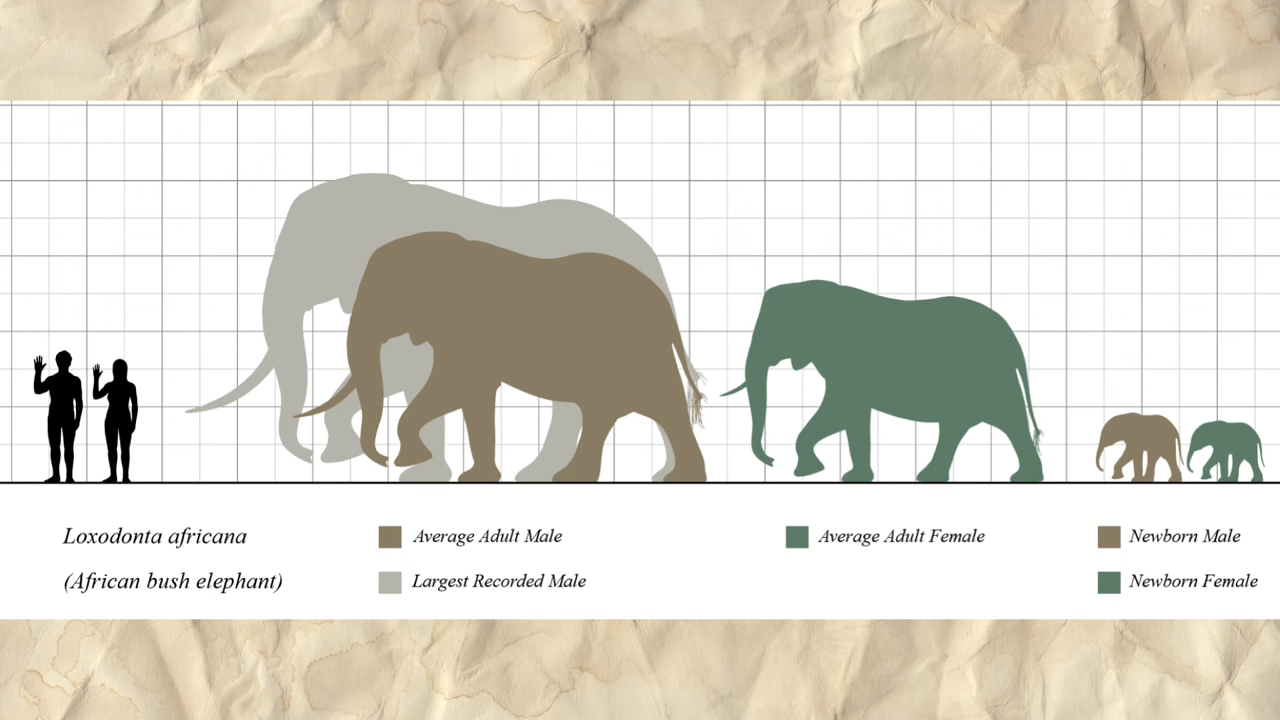 Loxodonta africana
(African bush elephant)
Average Adult Male
Largest Recorded Male
Average Adult Female
Newborn Male
Newborn Female